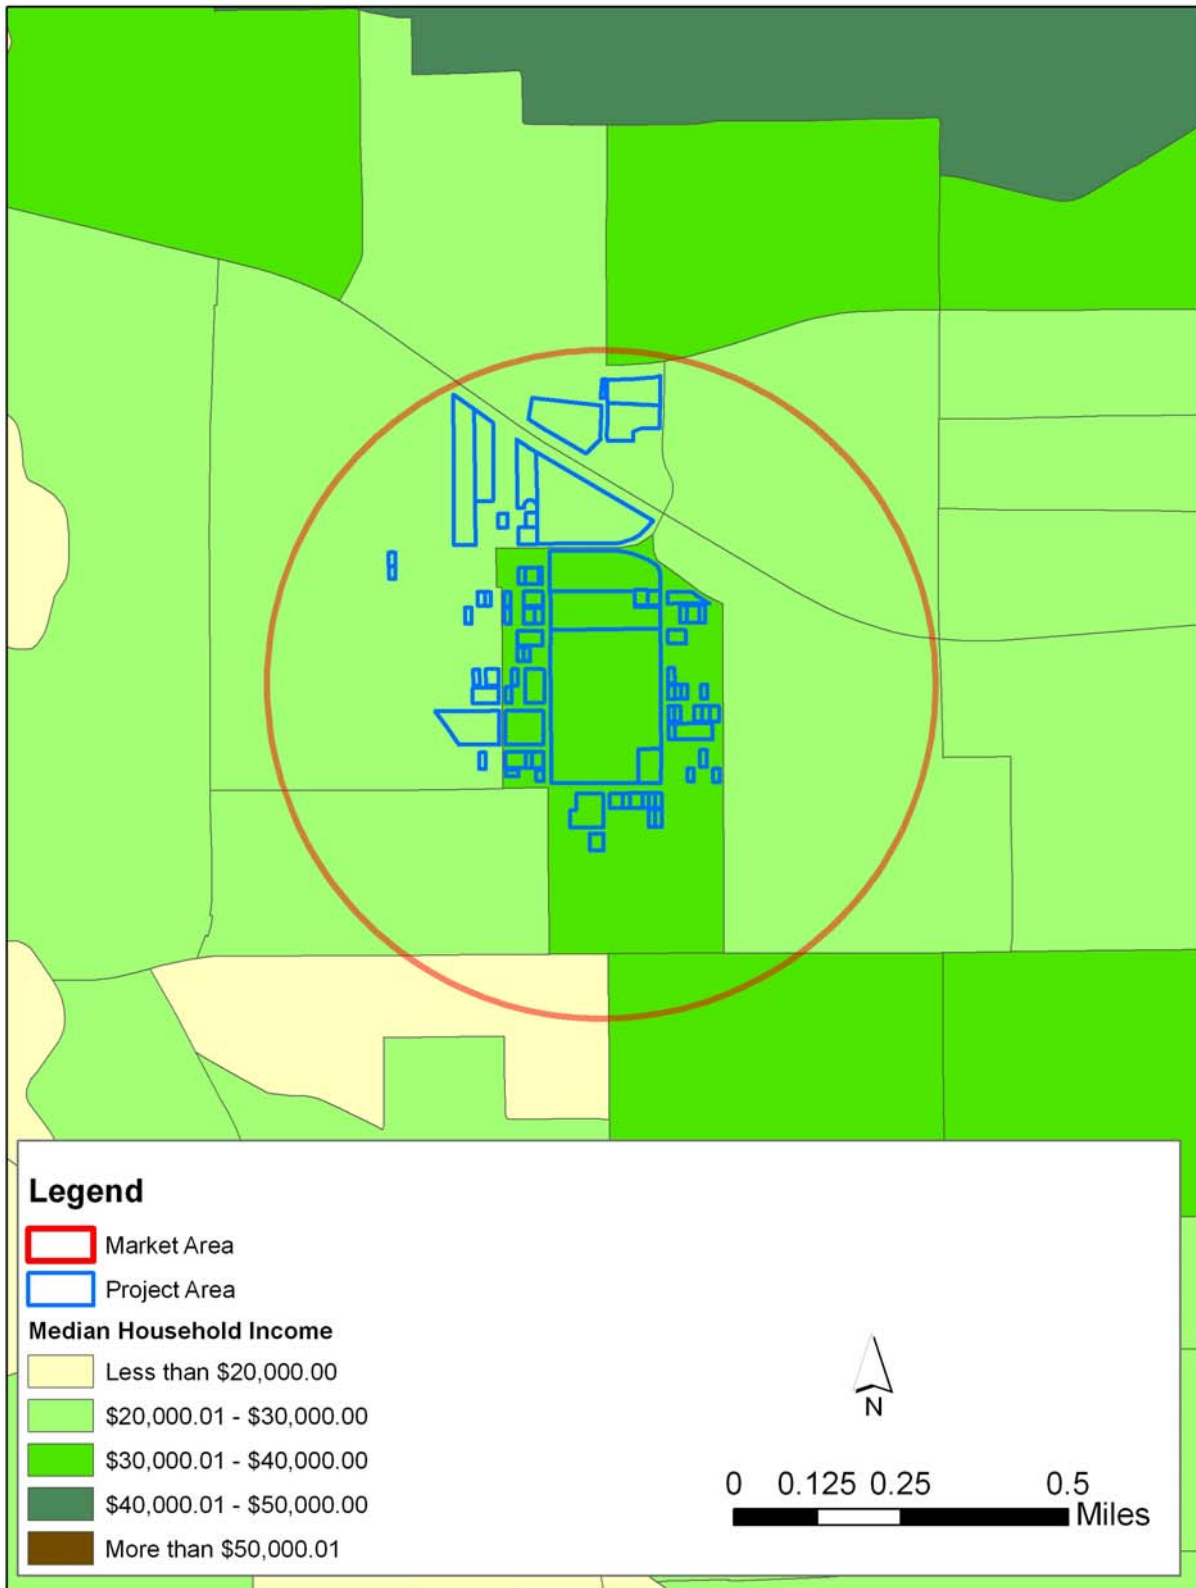 Legend
Market Area
Project Area
Median Household Income
Less than $20,000.00
$20,000.01 - $30,000.00
$30,000.01 - $40,000.00
$40,000.01 - $50,000.00
More than $50,000.01
N
0 0.125 0.25 0.5
Miles